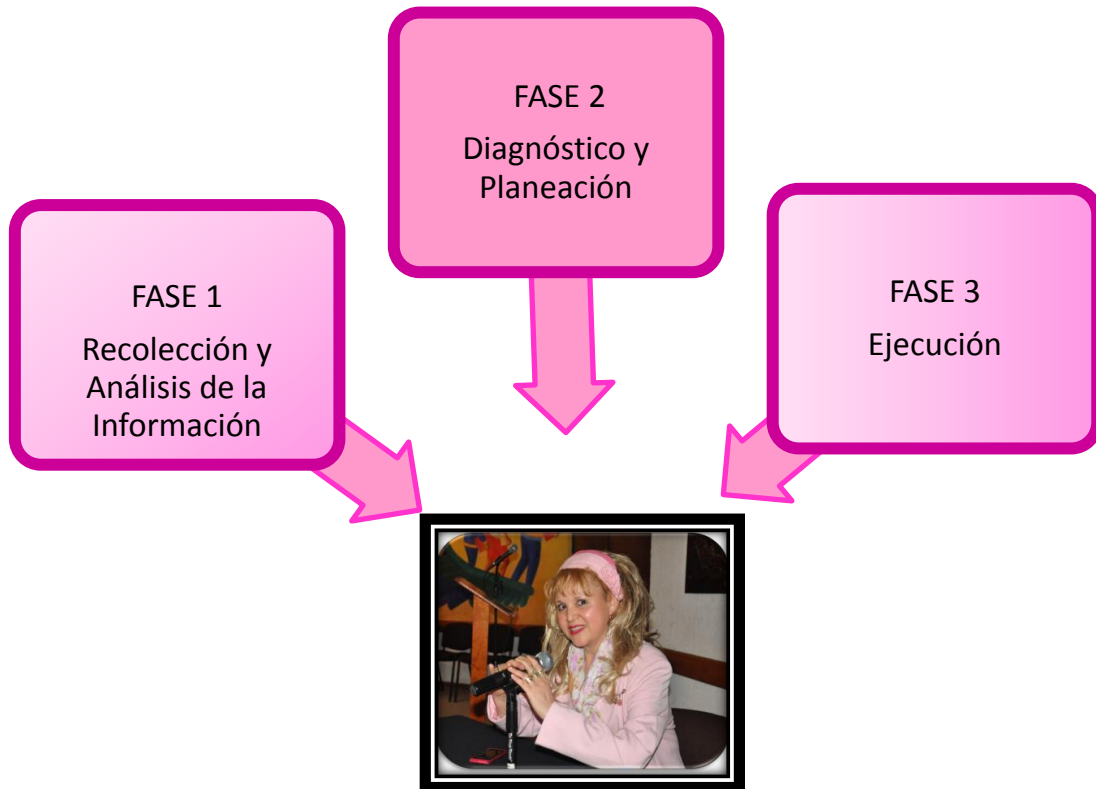 FASE 1
Recolección y
Análisis de la
Información
FASE 2
Diagnóstico y
Planeación
FASE 3
Ejecución